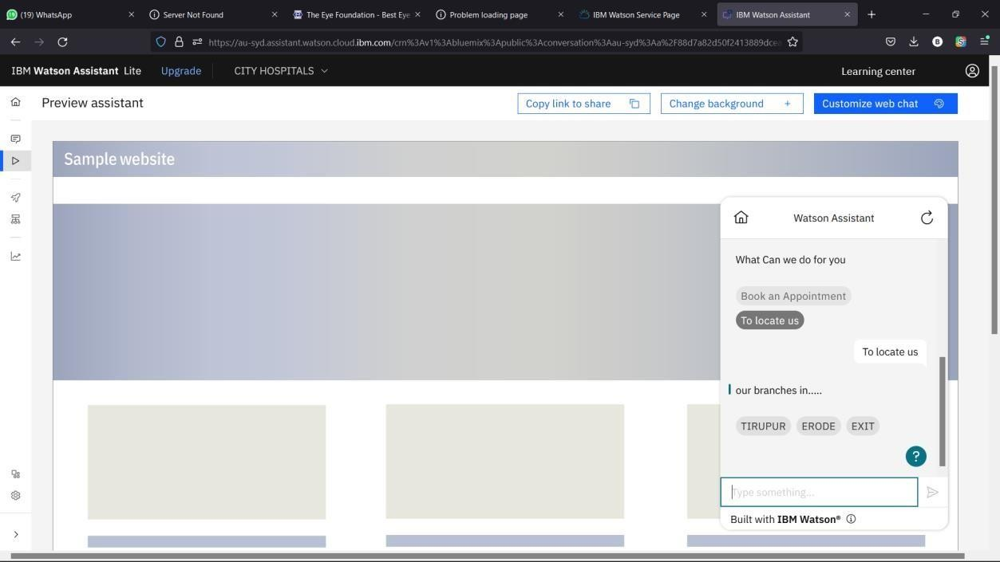 (19) WhatsApp
Server Not Found
The Eye Foundation - Best Eye
Problem loading page
IBM Watson Service Page
IBM Watson Assistant
https://au-syd.assistant.watson.cloud.ibm.com/crn%3Av1%3Abluemix%3Apublic%3Aconversation%3Aau-syd%3Aa%2F88d7a82d50f2413889dcea
IBM Watson Assistant Lite
Upgrade
CITY HOSPITALS
Learning center
Preview assistant
Copy link to share
Change background +
Customize web chat
Sample website
Watson Assistant
What Can we do for you
Book an Appointment
To locate us
To locate us
our branches in.....
TIRUPUR ERODE EXIT
?
Type something...
Built with IBM Watson®